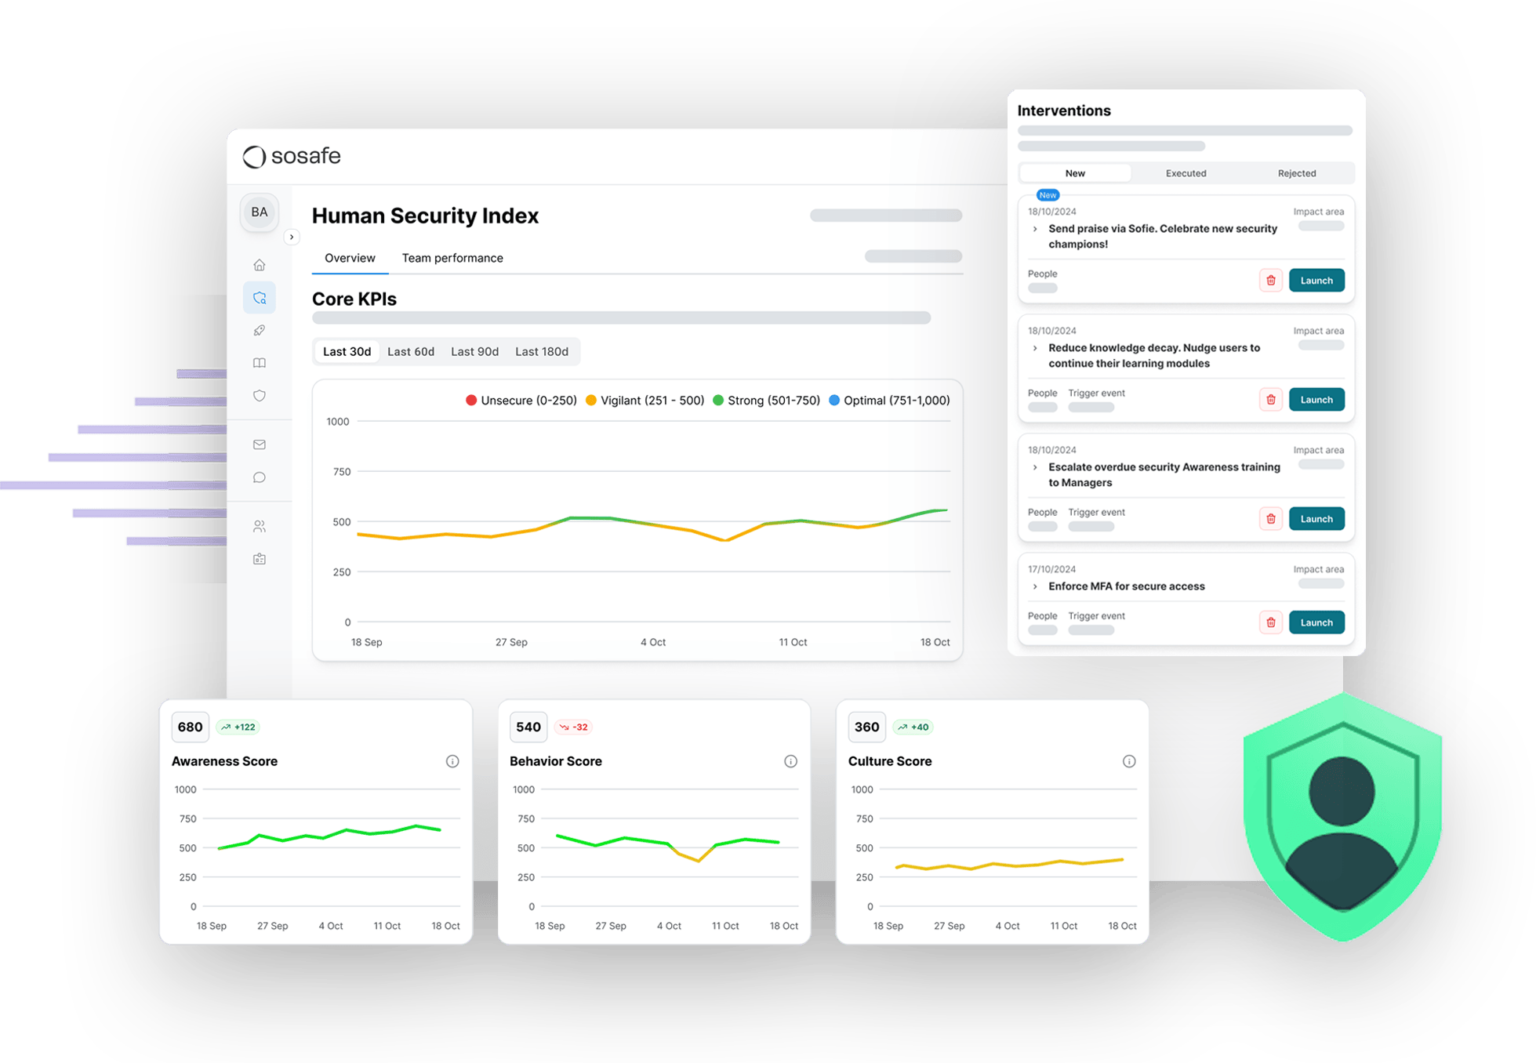 sosafe
BA
Human Security Index
Overview Team performance
Core KPIs
Last 30d Last 60d Last 90d Last 180d
Unsecure (0-250) Vigilant (251 - 500) Strong (501-750) Optimal (751-1,000)
1000
750
500
250
0
18 Sep 27 Sep 4 Oct 11 Oct 18 Oct
Interventions
New Executed Rejected
New
18/10/2024 Impact area
Send praise via Sofie. Celebrate new security
champions!
People
Launch
18/10/2024 Impact area
Reduce knowledge decay. Nudge users to
continue their learning modules
People Trigger event
Launch
18/10/2024 Impact area
Escalate overdue security Awareness training
to Managers
People Trigger event
Launch
17/10/2024 Impact area
Enforce MFA for secure access
People Trigger event
Launch
680 +122
Awareness Score
1000
750
500
250
0
18 Sep 27 Sep 4 Oct 11 Oct 18 Oct
540 -32
Behavior Score
1000
750
500
250
0
18 Sep 27 Sep 4 Oct 11 Oct 18 Oct
360 +40
Culture Score
1000
750
500
250
0
18 Sep 27 Sep 4 Oct 11 Oct 18 Oct